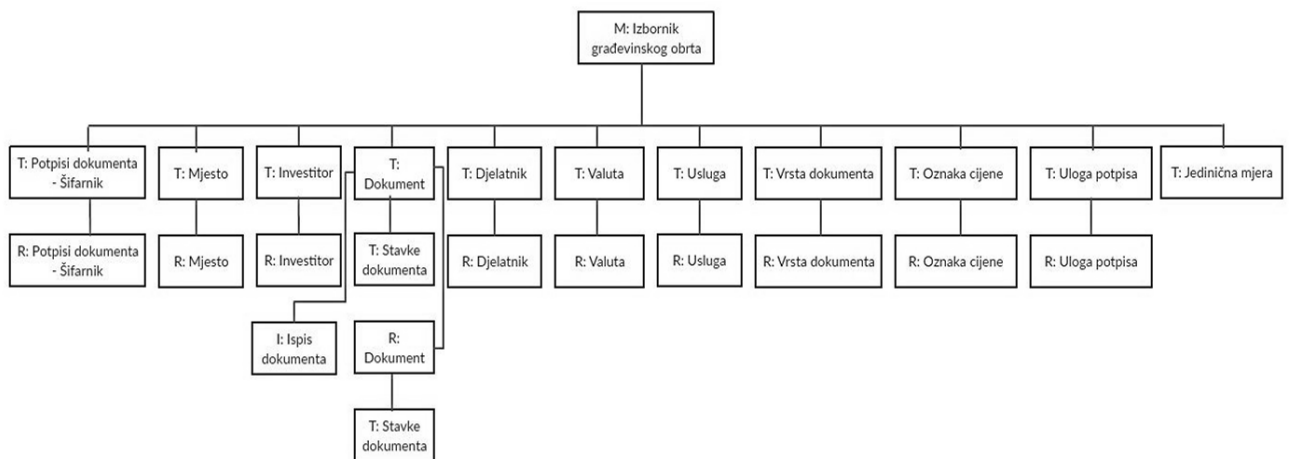 M: Izbornik
građevinskog obrta
T: Potpisi dokumenta
- Šifarnik
T: Mjesto
T: Investitor
T:
Dokument
T: Djelatnik
T: Valuta
T: Usluga
T: Vrsta dokumenta
T: Oznaka cijene
T: Uloga potpisa
T: Jedinična mjera
R: Potpisi dokumenta
- Šifarnik
R: Mjesto
R: Investitor
T: Stavke
dokumenta
R: Djelatnik
R: Valuta
R: Usluga
R: Vrsta dokumenta
R: Oznaka cijene
R: Uloga potpisa
I: Ispis
dokumenta
R:
Dokument
T: Stavke
dokumenta